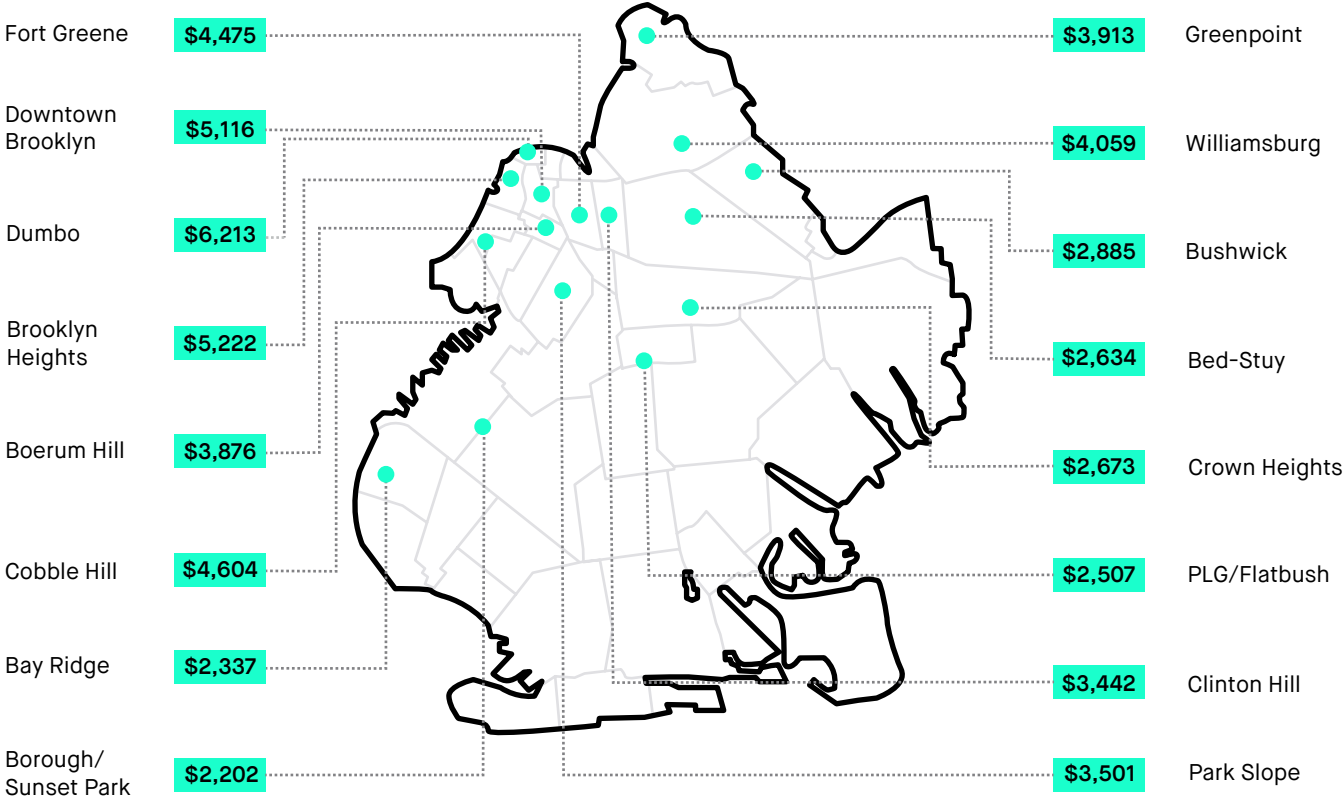 Fort Greene
$4,475
Downtown
Brooklyn
$5,116
Dumbo
$6,213
Brooklyn
Heights
$5,222
Boerum Hill
$3,876
Cobble Hill
$4,604
Bay Ridge
$2,337
Borough/
Sunset Park
$2,202
$3,913
Greenpoint
$4,059
Williamsburg
$2,885
Bushwick
$2,634
Bed-Stuy
$2,673
Crown Heights
$2,507
PLG/Flatbush
$3,442
Clinton Hill
$3,501
Park Slope